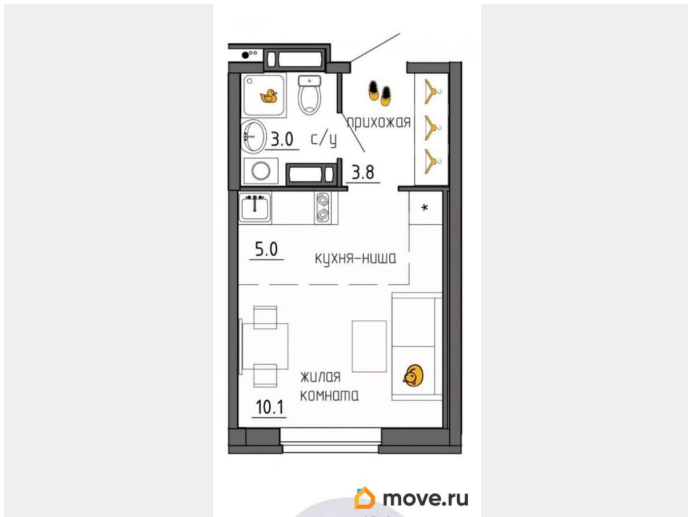 прихожая
3.0 с/у
3.8
*
5.0
кухня-ниша
жилая
комната
10.1
move.ru